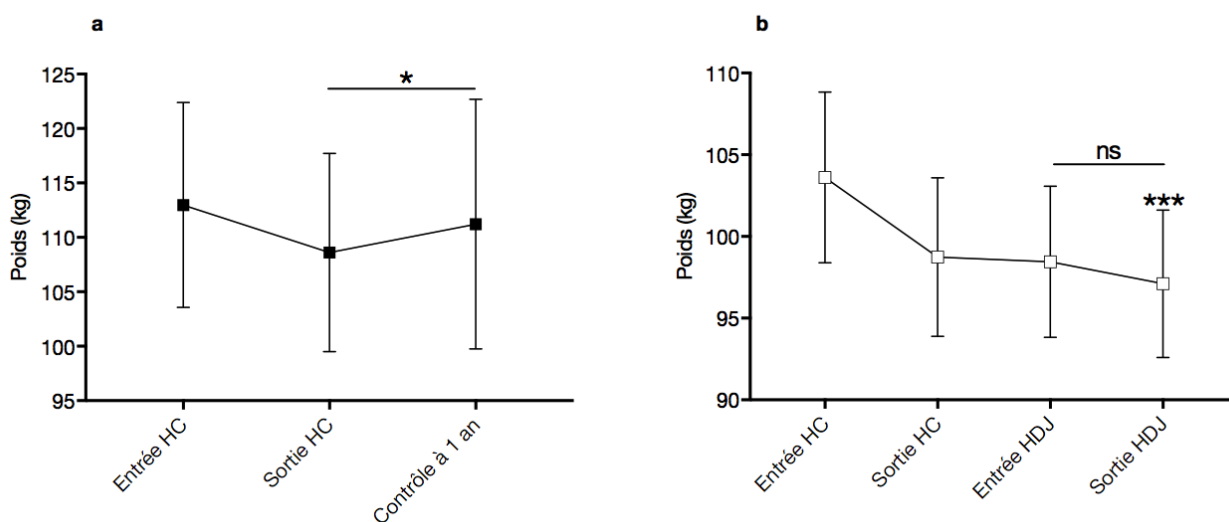 a
Poids (kg)
125
120
115
110
105
100
95
*
Entrée HC
Sortie HC
Contrôle à 1 an
b
Poids (kg)
110
105
100
95
90
ns
***
Entrée HC
Sortie HC
Entrée HDJ
Sortie HDJ